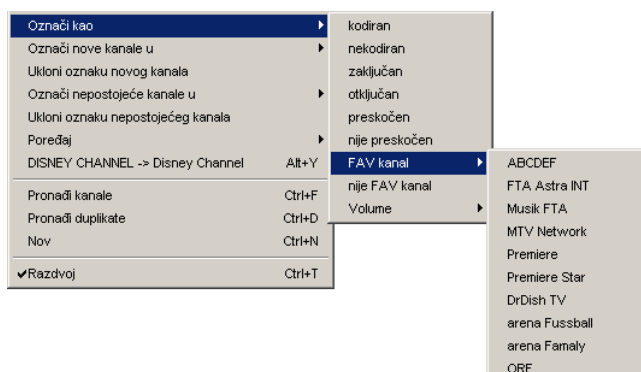 Označi kao
Označi nove kanale u
Ukloni oznaku novog kanala
Označi nepostojeće kanale u
Ukloni oznaku nepostojećeg kanala
Poređaj
DISNEY CHANNEL -> Disney Channel Alt+Y
Pronađi kanale Ctrl+F
Pronađi duplikate Ctrl+D
Nov Ctrl+N
Razdvoj Ctrl+T
kodiran
nekodiran
zaključan
otključan
preskočen
nije preskočen
FAV kanal
nije FAV kanal
Volume
ABCDEF
FTA Astra INT
Musik FTA
MTV Network
Premiere
Premiere Star
DrDish TV
arena Fussball
arena Famaly
ORF